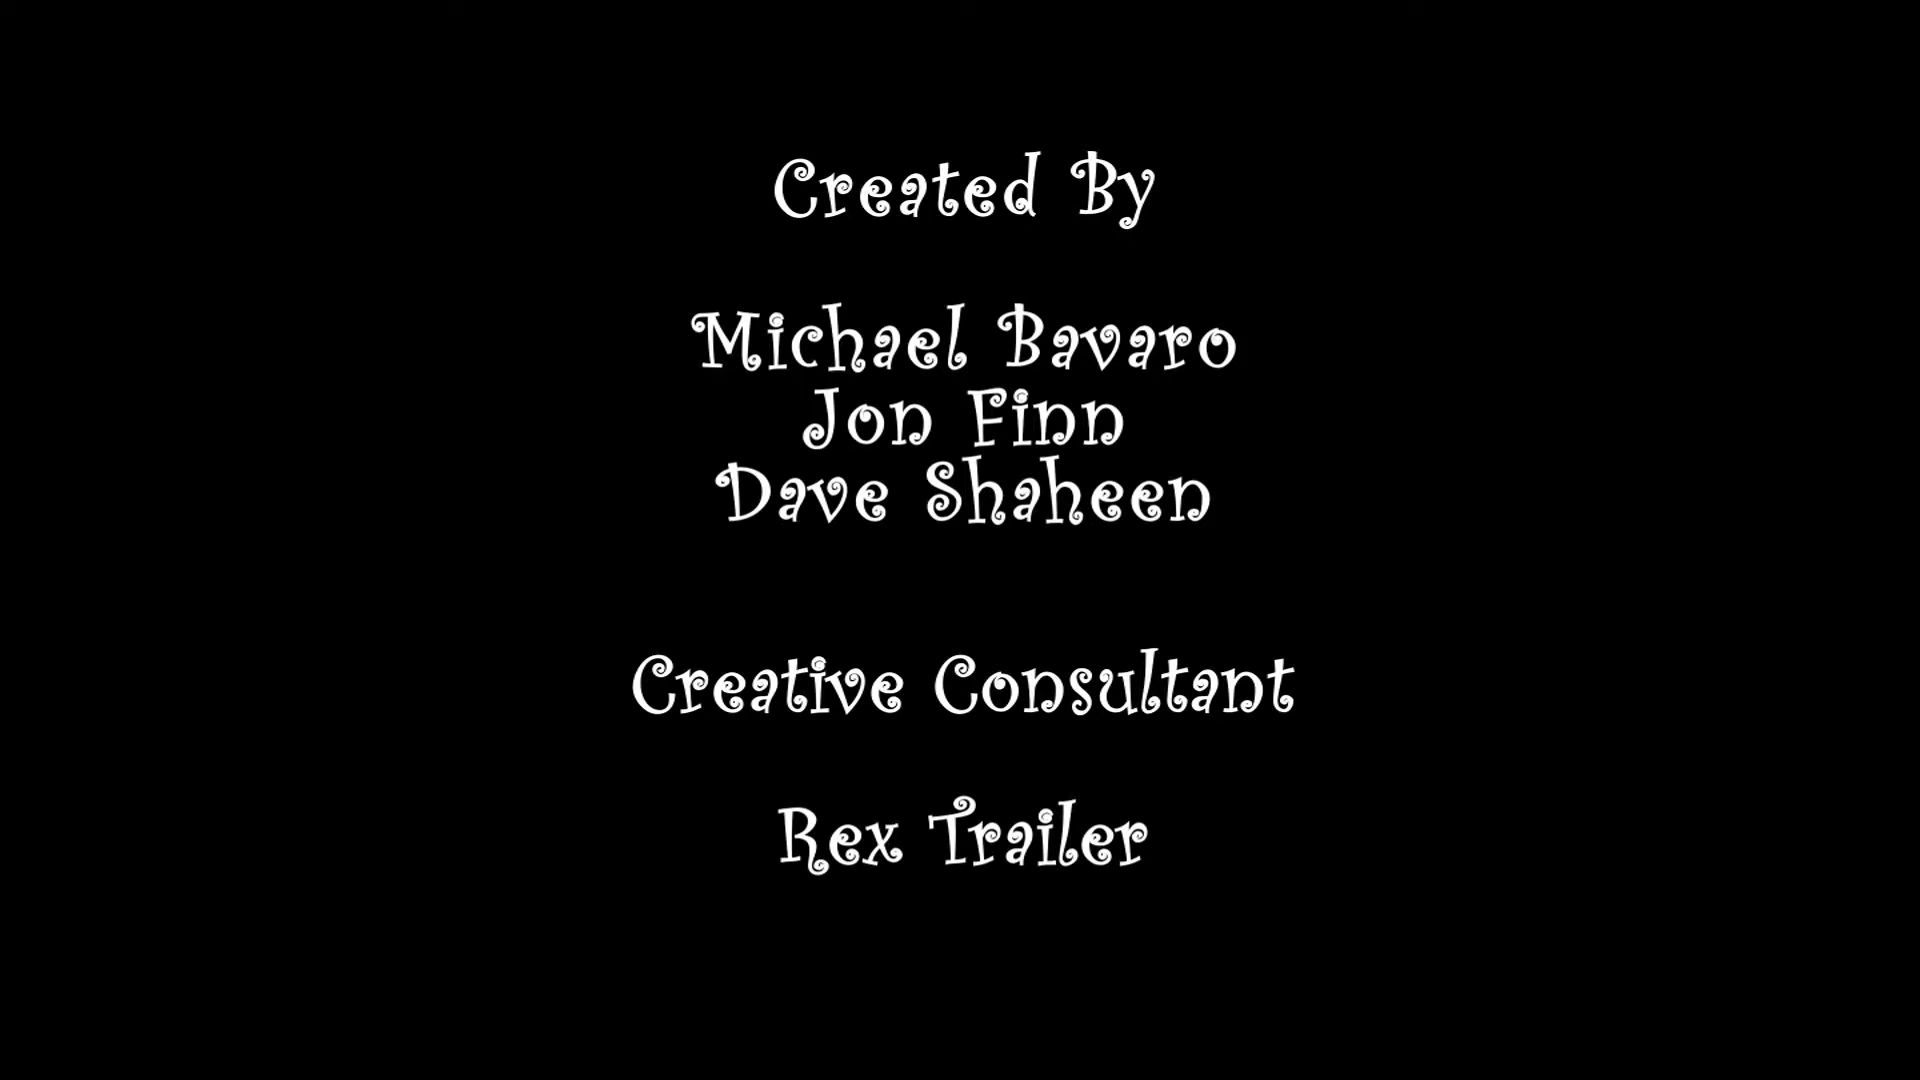 Created By
Michael Bavaro
Jon Finn
Dave Shaheen
Creative Consultant
Rex Trailer